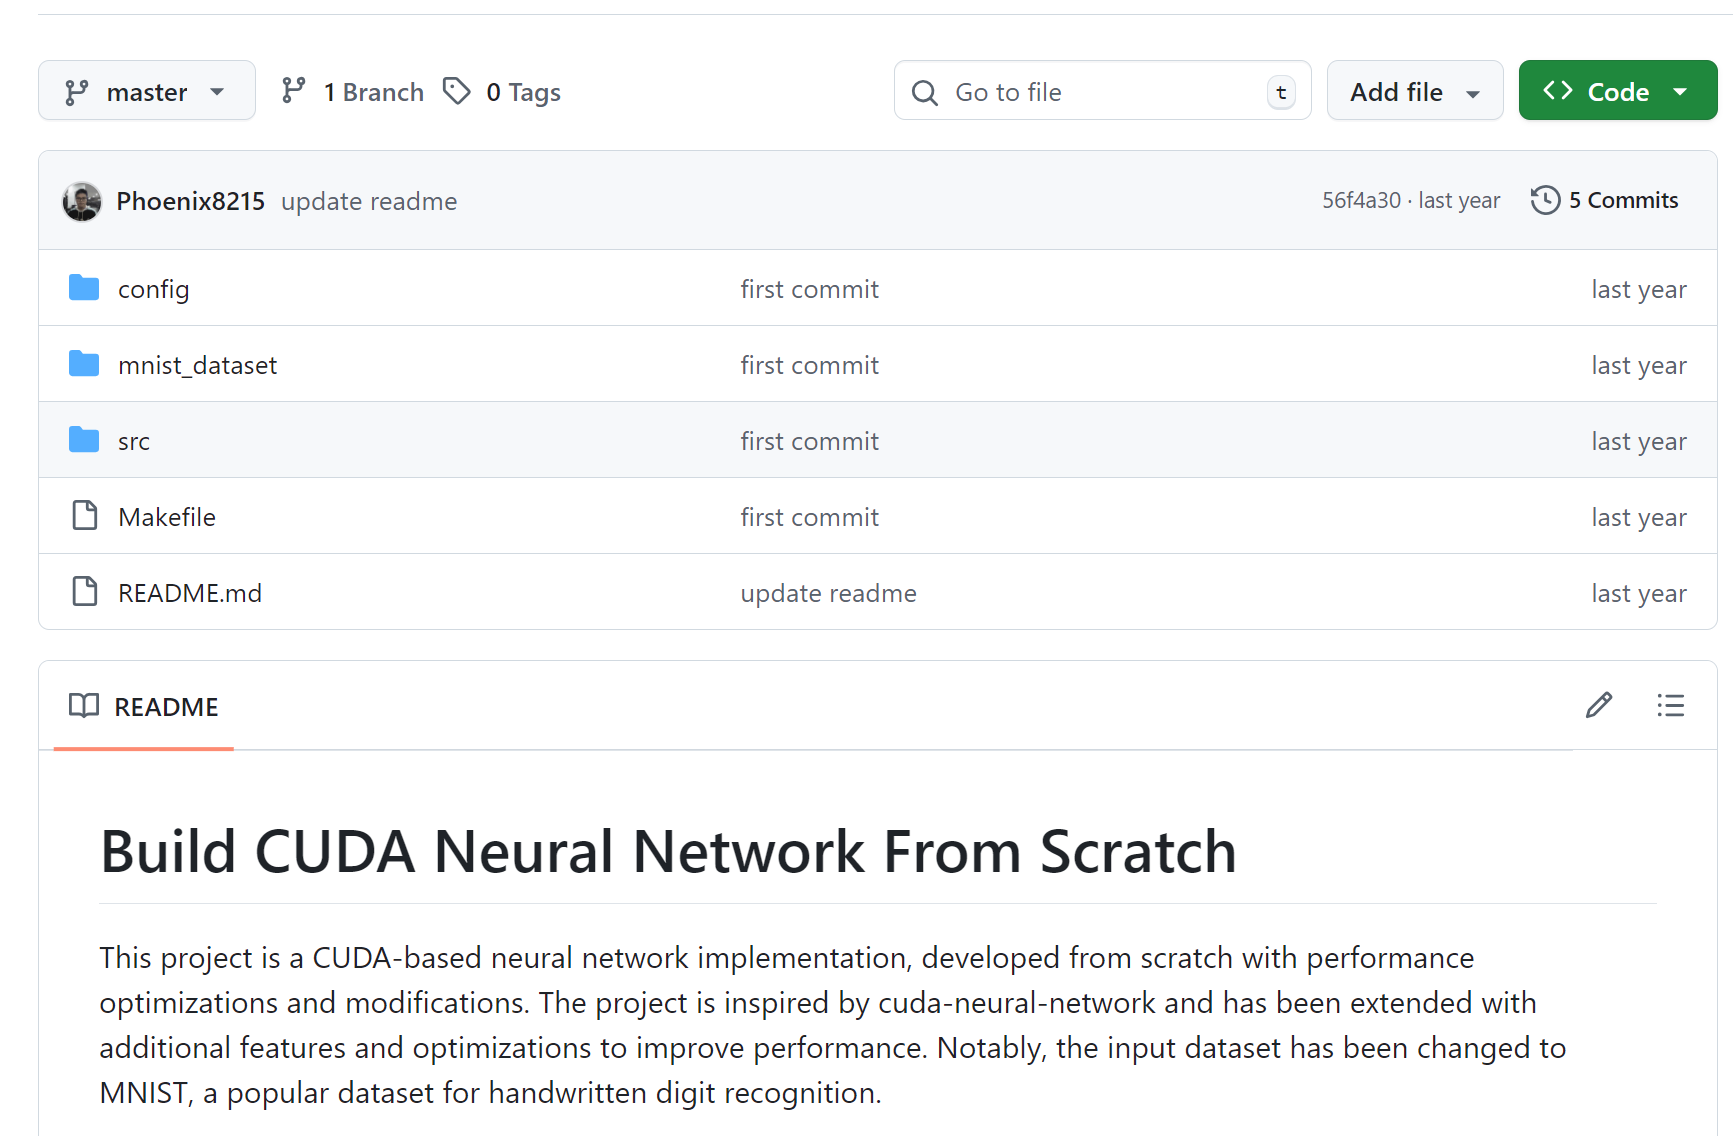 master 1 Branch 0 Tags Go to file t Add file Code
Phoenix8215 update readme 56f4a30 · last year 5 Commits
config first commit last year
mnist_dataset first commit last year
src first commit last year
Makefile first commit last year
README.md update readme last year
README
Build CUDA Neural Network From Scratch
This project is a CUDA-based neural network implementation, developed from scratch with performance
optimizations and modifications. The project is inspired by cuda-neural-network and has been extended with
additional features and optimizations to improve performance. Notably, the input dataset has been changed to
MNIST, a popular dataset for handwritten digit recognition.